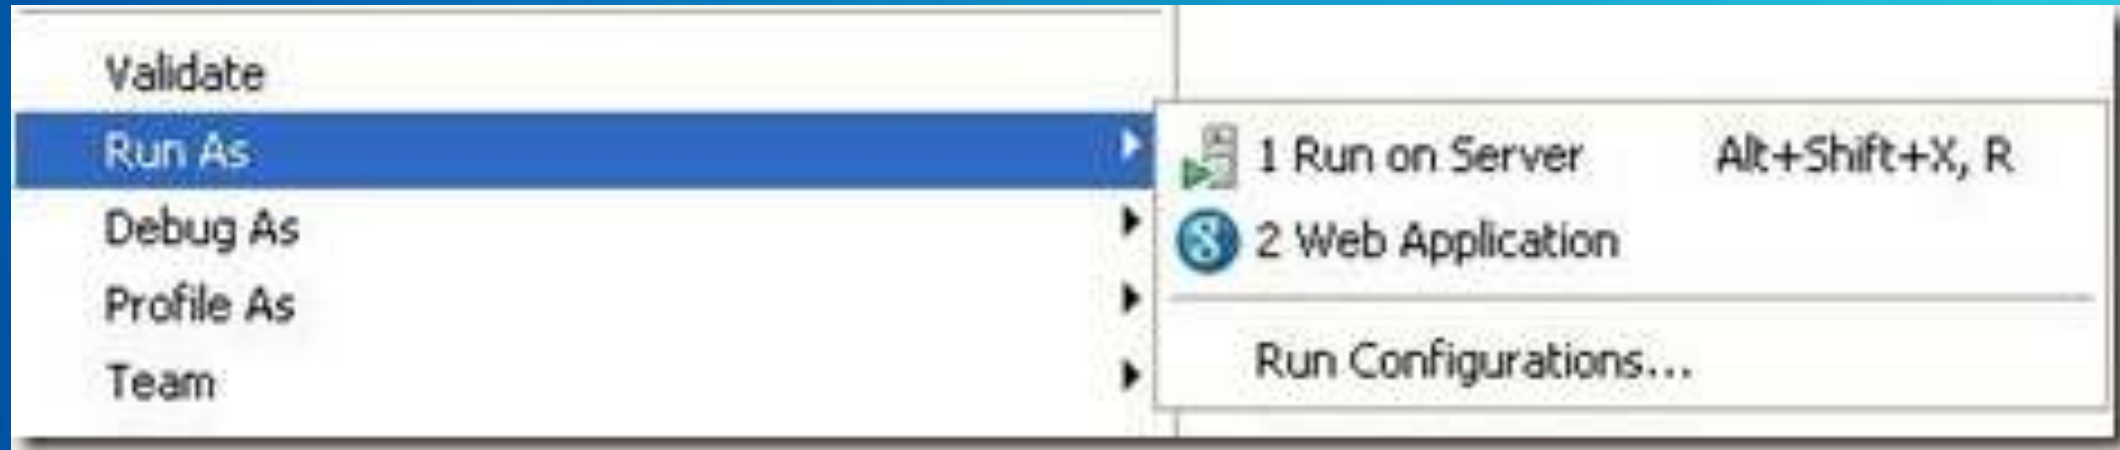 Validate
Run As
Debug As
Profile As
Team
1 Run on Server Alt+Shift+X, R
2 Web Application
Run Configurations...